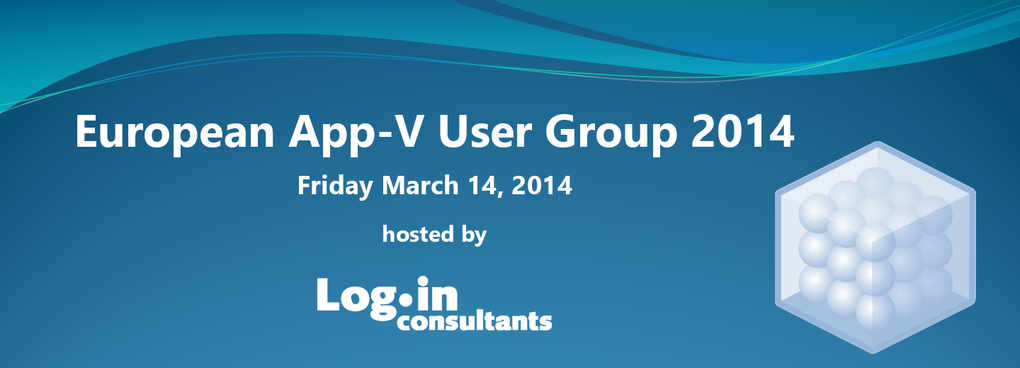 European App-V User Group 2014
Friday March 14, 2014
hosted by
Log•in
consultants